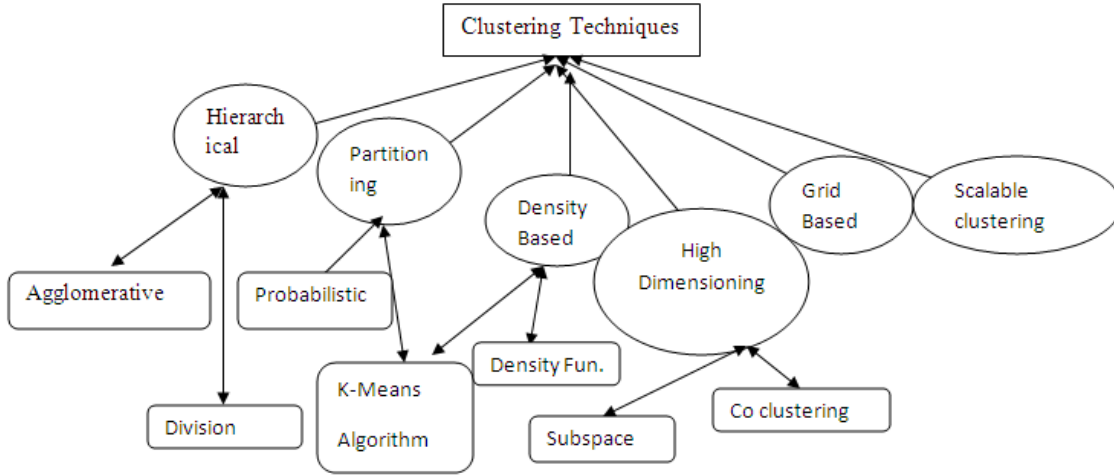 Clustering Techniques
Hierarch
ical
Partition
ing
Density
Based
High
Dimensioning
Grid
Based
Scalable
clustering
Agglomerative
Probabilistic
Division
K-Means
Algorithm
Density Fun.
Subspace
Co clustering